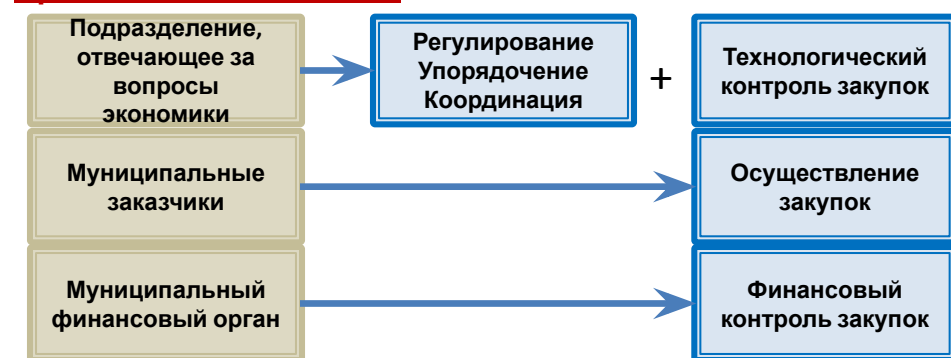 Подразделение,
отвечающее за
вопросы
экономики
Регулирование
Упорядочение
Координация
+
Технологический
контроль закупок
Муниципальные
заказчики
Осуществление
закупок
Муниципальный
финансовый орган
Финансовый
контроль закупок